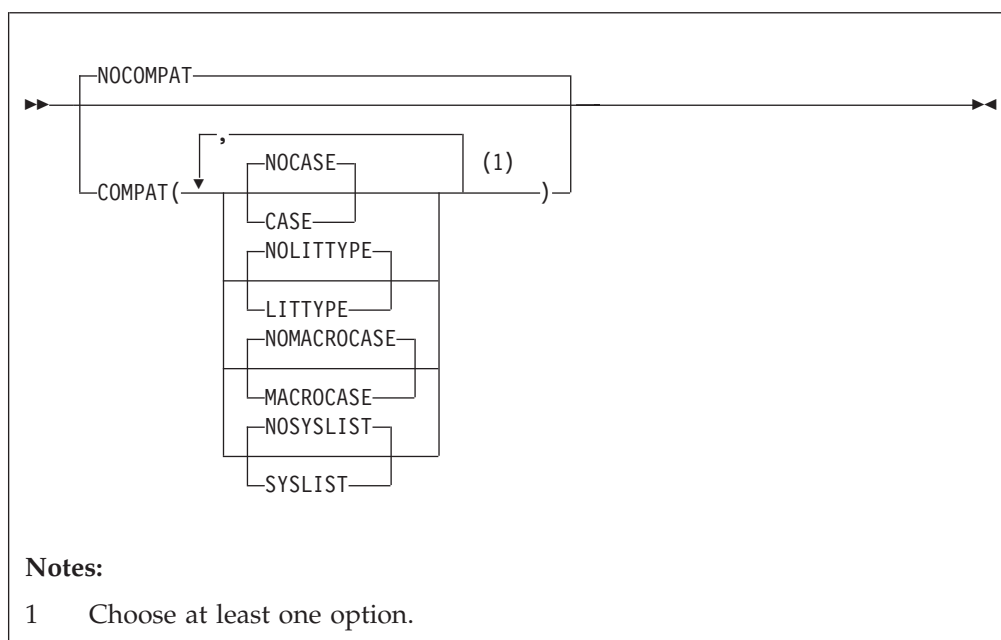 NOCOMPAT
,
NOCASE (1)
COMPAT( )
CASE
NOLITTYPE
LITTYPE
NOMACROCASE
MACROCASE
NOSYSLIST
SYSLIST
Notes:
1 Choose at least one option.